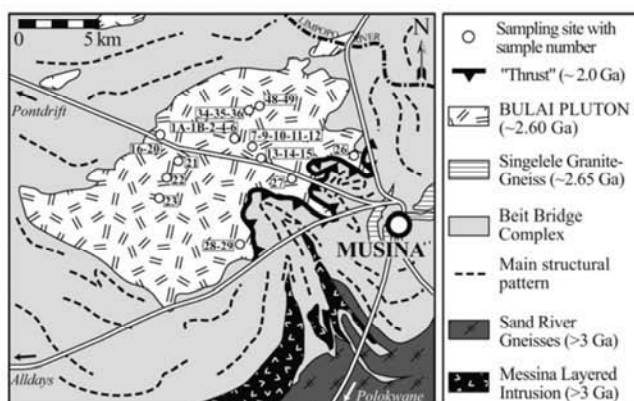 0 5 km
LIMPOPO RIVER
N
Pontdrift
34-35-36
48-49
1A-1B-2-4-6
7-9-10-11-12
16-20
13-14-15
26
21
22
27
23
28-29
MUSINA
Alldays
Polokwane
Sampling site with
sample number
"Thrust" (~ 2.0 Ga)
BULAI PLUTON
(~2.60 Ga)
Singelele Granite-
Gneiss (~2.65 Ga)
Beit Bridge
Complex
Main structural
pattern
Sand River
Gneisses (>3 Ga)
Messina Layered
Intrusion (>3 Ga)